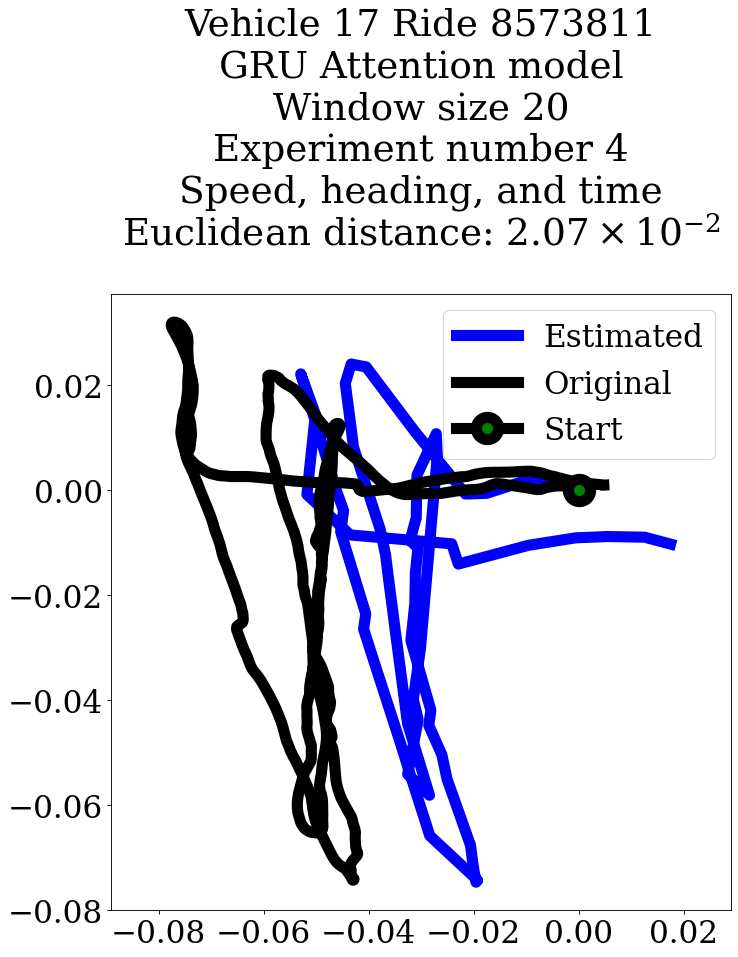 Vehicle 17 Ride 8573811
GRU Attention model
Window size 20
Experiment number 4
Speed, heading, and time
Euclidean distance: 2.07 × 10⁻²
Estimated
Original
Start
0.02
0.00
−0.02
−0.04
−0.06
−0.08
−0.08 −0.06 −0.04 −0.02 0.00 0.02